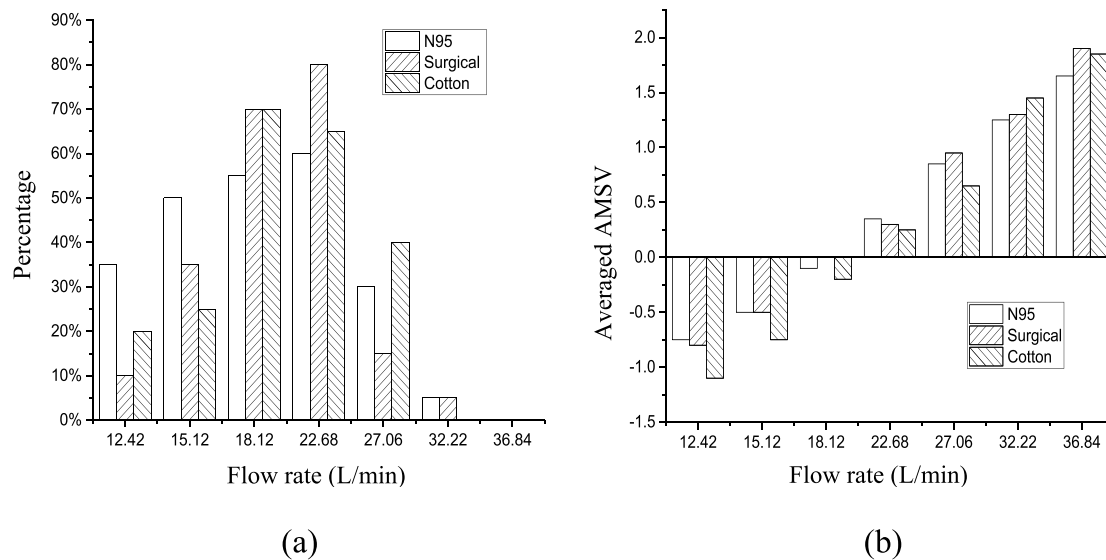 90%
80%
70%
60%
50%
40%
30%
20%
10%
0%
Percentage
N95
Surgical
Cotton
12.42 15.12 18.12 22.68 27.06 32.22 36.84
Flow rate (L/min)
(a)
2.0
1.5
1.0
0.5
0.0
-0.5
-1.0
-1.5
Averaged AMSV
N95
Surgical
Cotton
12.42 15.12 18.12 22.68 27.06 32.22 36.84
Flow rate (L/min)
(b)